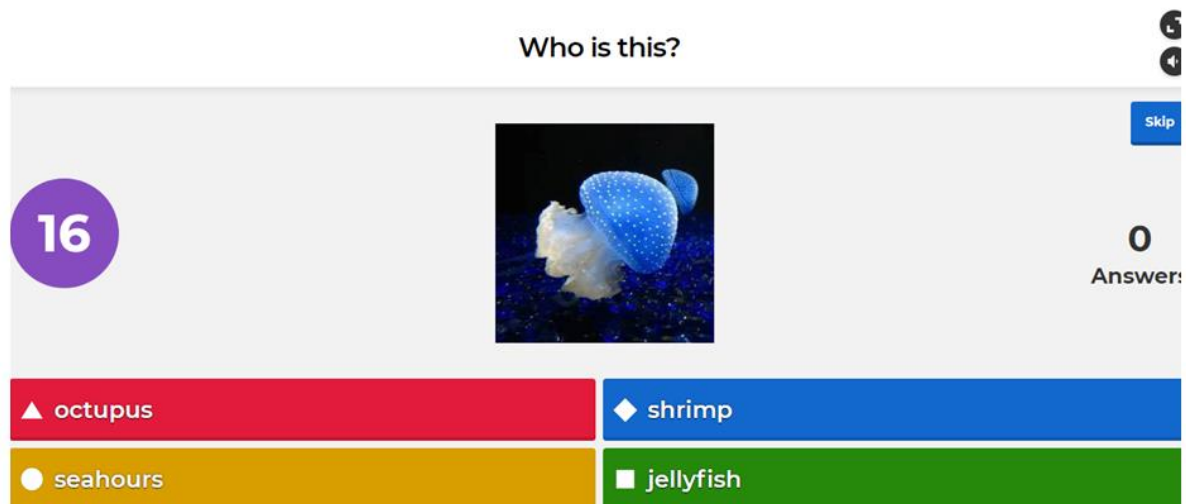 Who is this?
Skip
16
0
Answers
octupus
shrimp
seahours
jellyfish